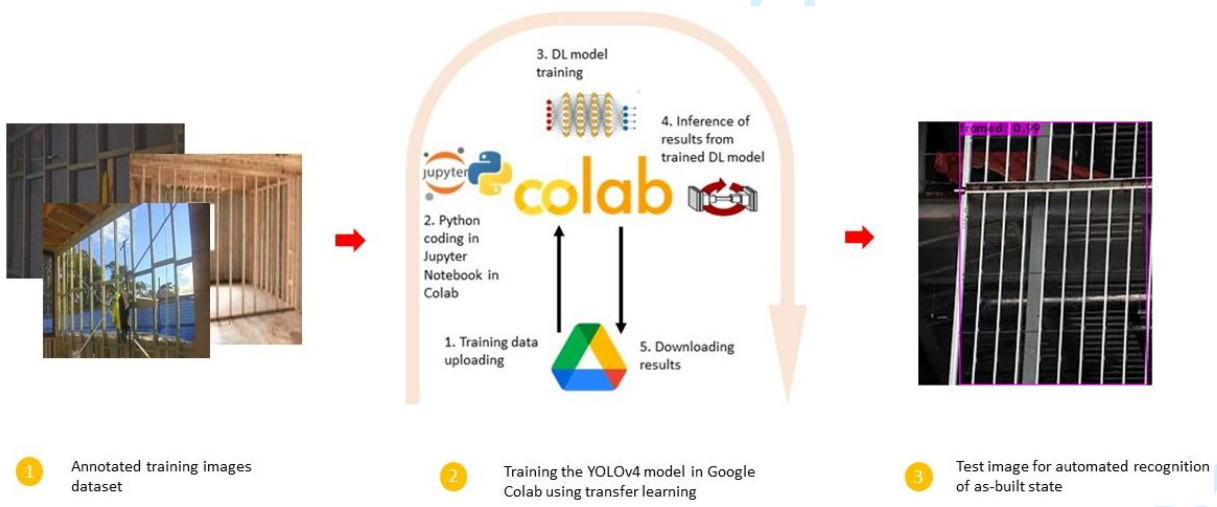 3. DL model
training
4. Inference of
results from
trained DL model
jupyter
colab
2. Python
coding in
Jupyter
Notebook in
Colab
1. Training data
uploading
5. Downloading
results
framed: 0.99
1
Annotated training images
dataset
2
Training the YOLOv4 model in Google
Colab using transfer learning
3
Test image for automated recognition
of as-built state